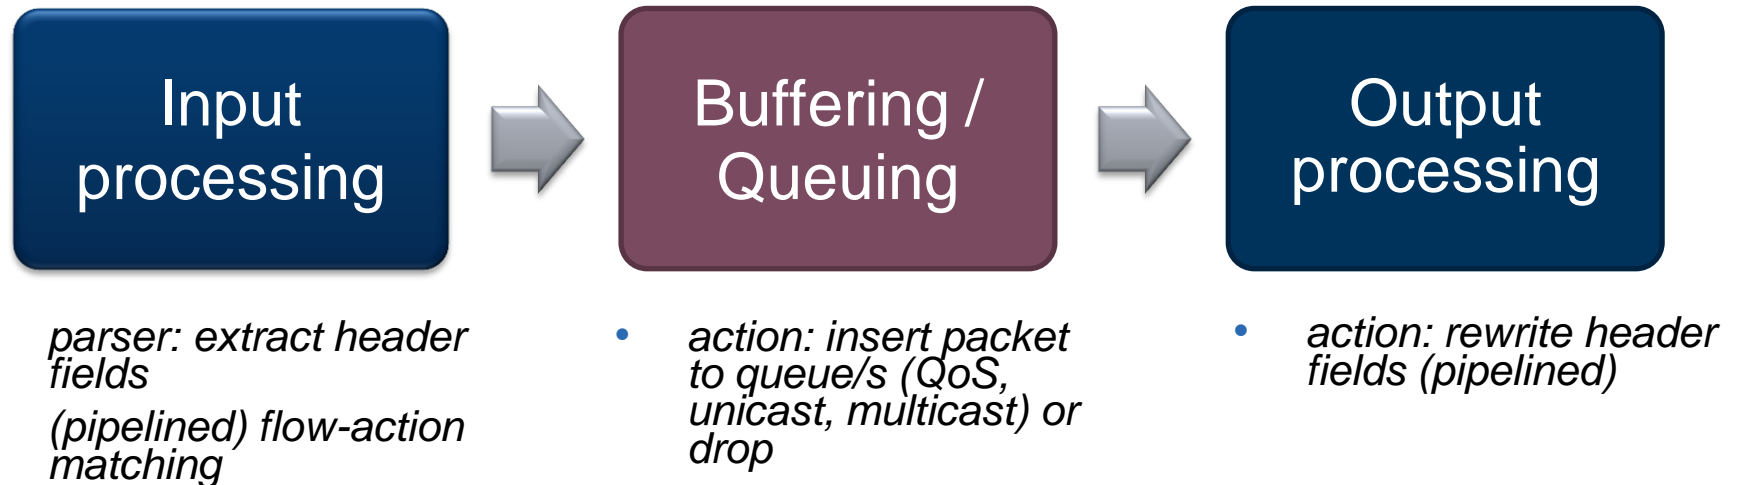 Input
processing
Buffering /
Queuing
Output
processing
parser: extract header
fields
(pipelined) flow-action
matching
• action: insert packet
to queue/s (QoS,
unicast, multicast) or
drop
• action: rewrite header
fields (pipelined)